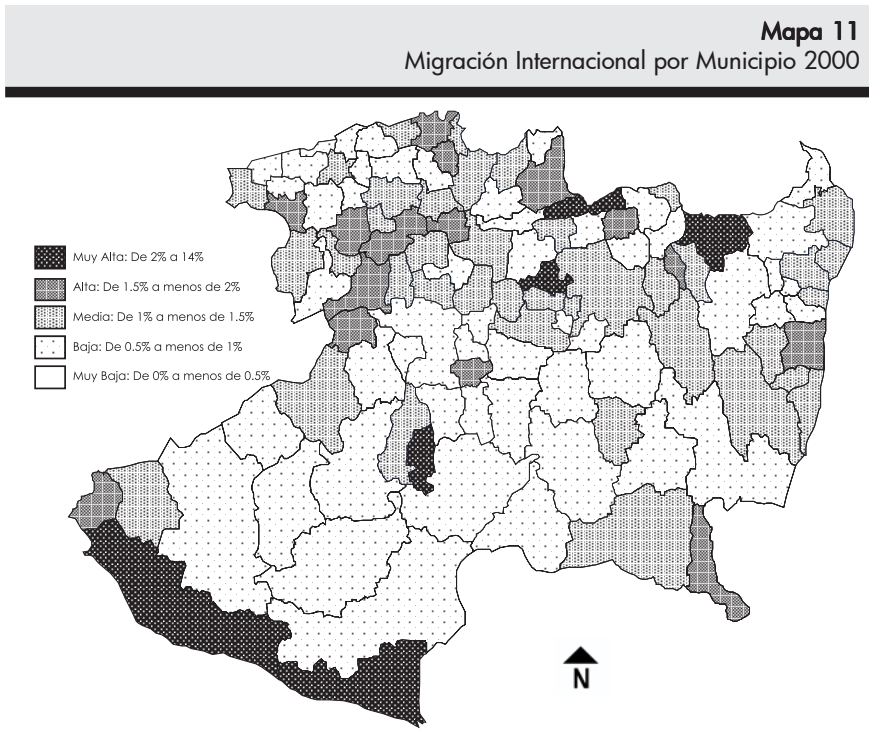 Mapa 11
Migración Internacional por Municipio 2000
Muy Alta: De 2% a 14%
Alta: De 1.5% a menos de 2%
Media: De 1% a menos de 1.5%
Baja: De 0.5% a menos de 1%
Muy Baja: De 0% a menos de 0.5%
N